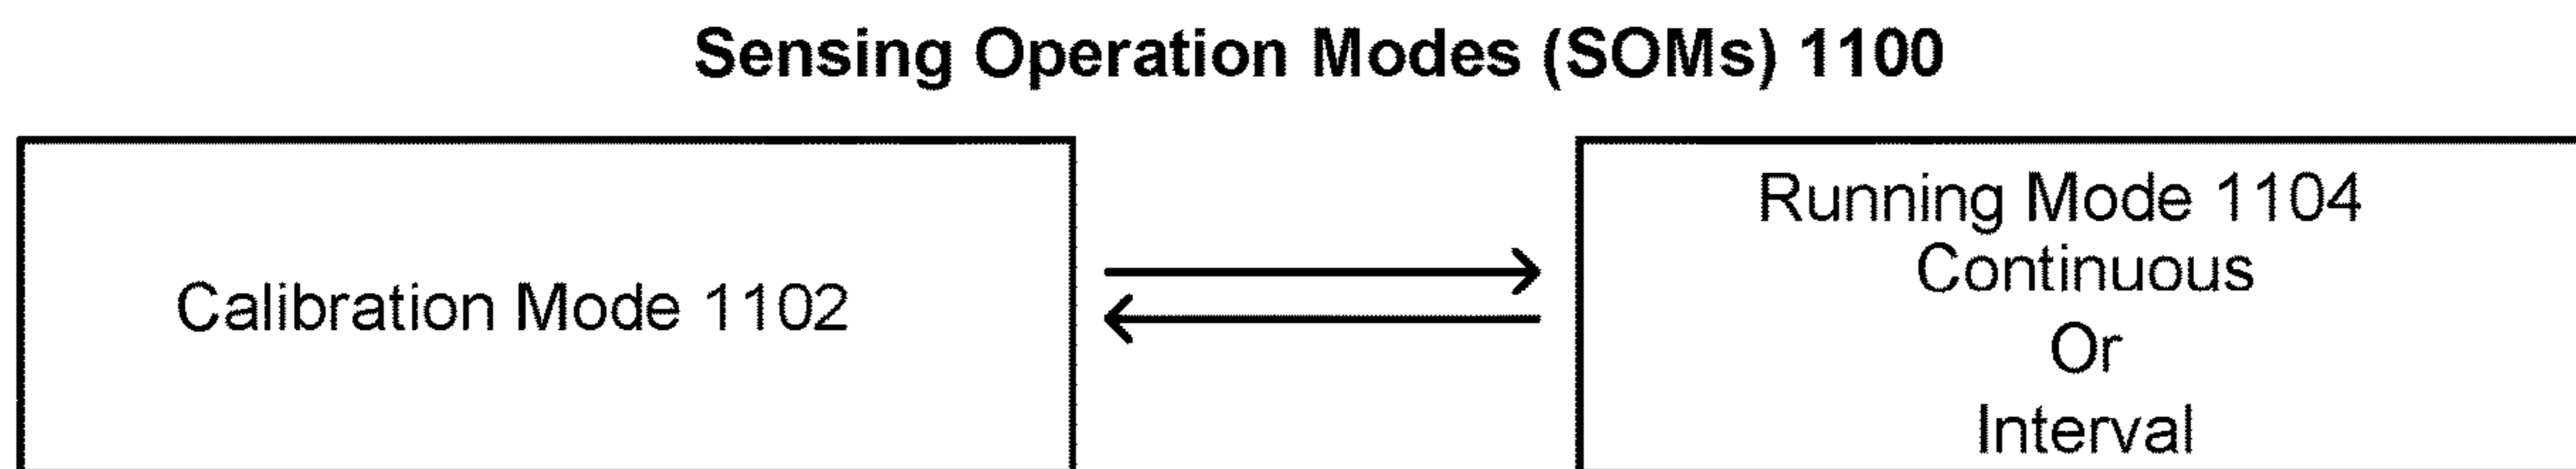 Sensing Operation Modes (SOMs) 1100
Calibration Mode 1102
Running Mode 1104
Continuous
Or
Interval